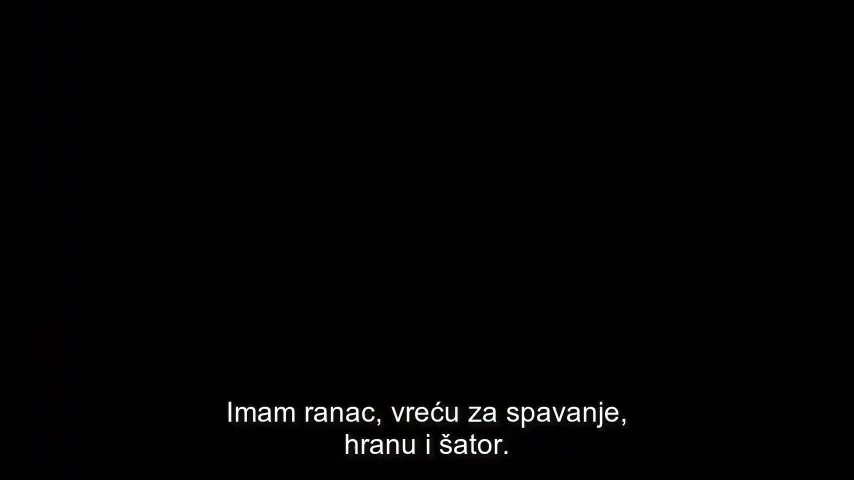 Imam ranac, vreću za spavanje,
hranu i šator.